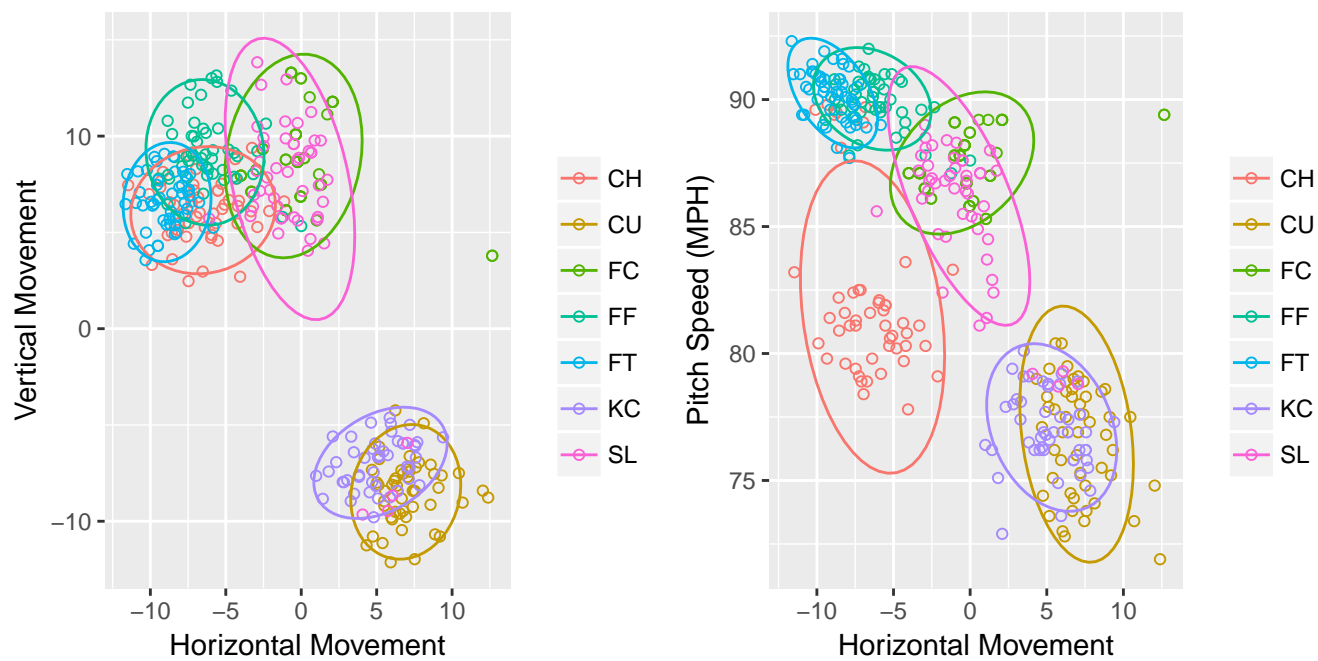 Vertical Movement
10
0
−10
−10
−5
0
5
10
Horizontal Movement
CH
CU
FC
FF
FT
KC
SL
Pitch Speed (MPH)
90
85
80
75
−10
−5
0
5
10
Horizontal Movement
CH
CU
FC
FF
FT
KC
SL